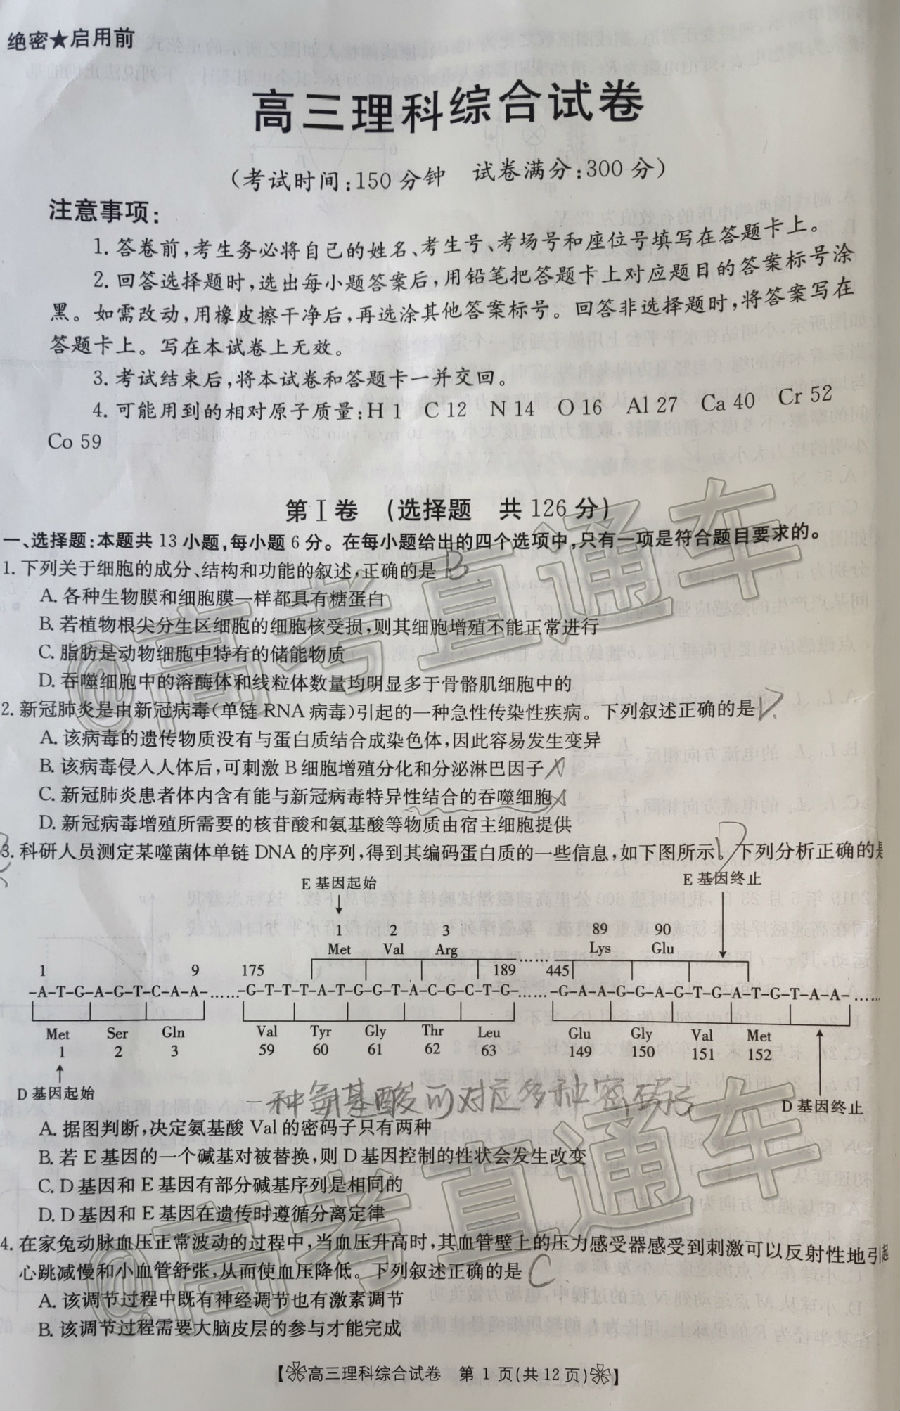 绝密★启用前
高三理科综合试卷
(考试时间:150分钟 试卷满分:300分)
注意事项:
1.答卷前,考生务必将自己的姓名、考生号、考场号和座位号填写在答题卡上。
2.回答选择题时,选出每小题答案后,用铅笔把答题卡上对应题目的答案标号涂
黑。如需改动,用橡皮擦干净后,再选涂其他答案标号。回答非选择题时,将答案写在
答题卡上。写在本试卷上无效。
3.考试结束后,将本试卷和答题卡一并交回。
4.可能用到的相对原子质量:H 1 C 12 N 14 O 16 Al 27 Ca 40 Cr 52
Co 59
第Ⅰ卷 (选择题 共126分)
一、选择题:本题共13小题,每小题6分。在每小题给出的四个选项中,只有一项是符合题目要求的。
1.下列关于细胞的成分、结构和功能的叙述,正确的是 B
A.各种生物膜和细胞膜一样都具有糖蛋白
B.若植物根尖分生区细胞的细胞核受损,则其细胞增殖不能正常进行
C.脂肪是动物细胞中特有的储能物质
D.吞噬细胞中的溶酶体和线粒体数量均明显多于骨骼肌细胞中的
2.新冠肺炎是由新冠病毒(单链RNA病毒)引起的一种急性传染性疾病。下列叙述正确的是 D.
A.该病毒的遗传物质没有与蛋白质结合成染色体,因此容易发生变异
B.该病毒侵入人体后,可刺激B细胞增殖分化和分泌淋巴因子
C.新冠肺炎患者体内含有能与新冠病毒特异性结合的吞噬细胞
D.新冠病毒增殖所需要的核苷酸和氨基酸等物质由宿主细胞提供
3.科研人员测定某噬菌体单链DNA的序列,得到其编码蛋白质的一些信息,如下图所示。下列分析正确的是
E基因起始 E基因终止
1 2 3 89 90
Met Val Arg Lys Glu
1 9 175 189 445
-A-T-G-A-G-T-C-A-A-……-G-T-T-T-A-T-G-G-T-A-C-G-C-T-G-……-G-A-A-G-G-A-G-T-G-A-T-G-T-A-A-……
Met Ser Gln Val Tyr Gly Thr Leu Glu Gly Val Met
1 2 3 59 60 61 62 63 149 150 151 152
D基因起始 一种氨基酸可对应多种密码子 D基因终止
A.据图判断,决定氨基酸Val的密码子只有两种
B.若E基因的一个碱基对被替换,则D基因控制的性状会发生改变
C.D基因和E基因有部分碱基序列是相同的
D.D基因和E基因在遗传时遵循分离定律
4.在家兔动脉血压正常波动的过程中,当血压升高时,其血管壁上的压力感受器感受到刺激可以反射性地引起
心跳减慢和小血管舒张,从而使血压降低。下列叙述正确的是 C
A.该调节过程中既有神经调节也有激素调节
B.该调节过程需要大脑皮层的参与才能完成
【高三理科综合试卷 第1页(共12页)】
@高考直通车
@高考直通车